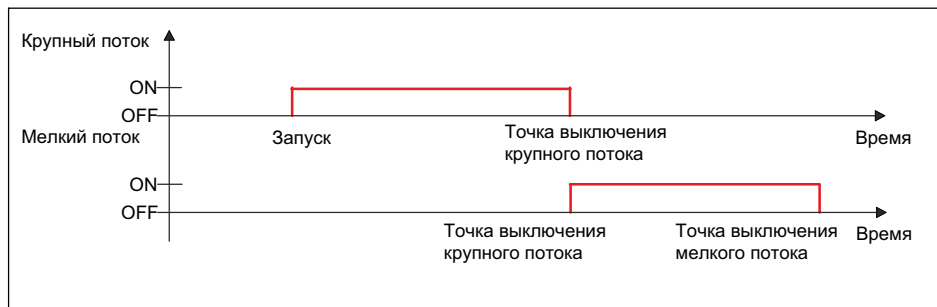 Крупный поток
ON
OFF
Мелкий поток
Запуск
Точка выключения
крупного потока
Время
ON
OFF
Точка выключения
крупного потока
Точка выключения
мелкого потока
Время